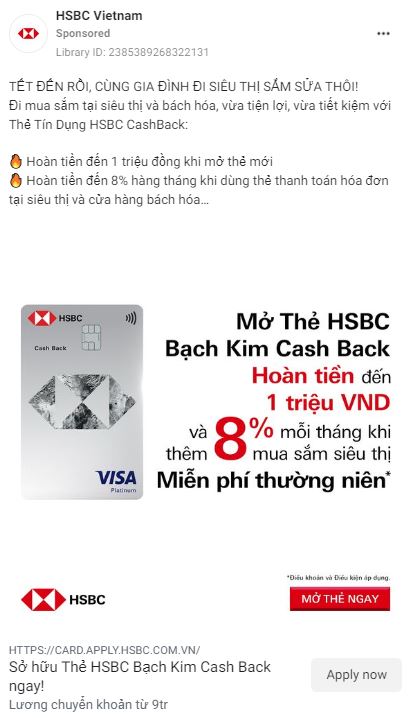 HSBC Vietnam
Sponsored
Library ID: 2385389268322131
TẾT ĐẾN RỒI, CÙNG GIA ĐÌNH ĐI SIÊU THỊ SẮM SỬA THÔI!
Đi mua sắm tại siêu thị và bách hóa, vừa tiện lợi, vừa tiết kiệm với
Thẻ Tín Dụng HSBC CashBack:
🔥 Hoàn tiền đến 1 triệu đồng khi mở thẻ mới
🔥 Hoàn tiền đến 8% hàng tháng khi dùng thẻ thanh toán hóa đơn
tại siêu thị và cửa hàng bách hóa...
HSBC
Cash Back
VISA
Platinum
Mở Thẻ HSBC
Bạch Kim Cash Back
Hoàn tiền đến
1 triệu VND
và 8% mỗi tháng khi
thêm mua sắm siêu thị
Miễn phí thường niên*
*Điều khoản và Điều kiện áp dụng.
HSBC
MỞ THẺ NGAY
HTTPS://CARD.APPLY.HSBC.COM.VN/
Sở hữu Thẻ HSBC Bạch Kim Cash Back
ngay!
Apply now
Lương chuyển khoản từ 9tr